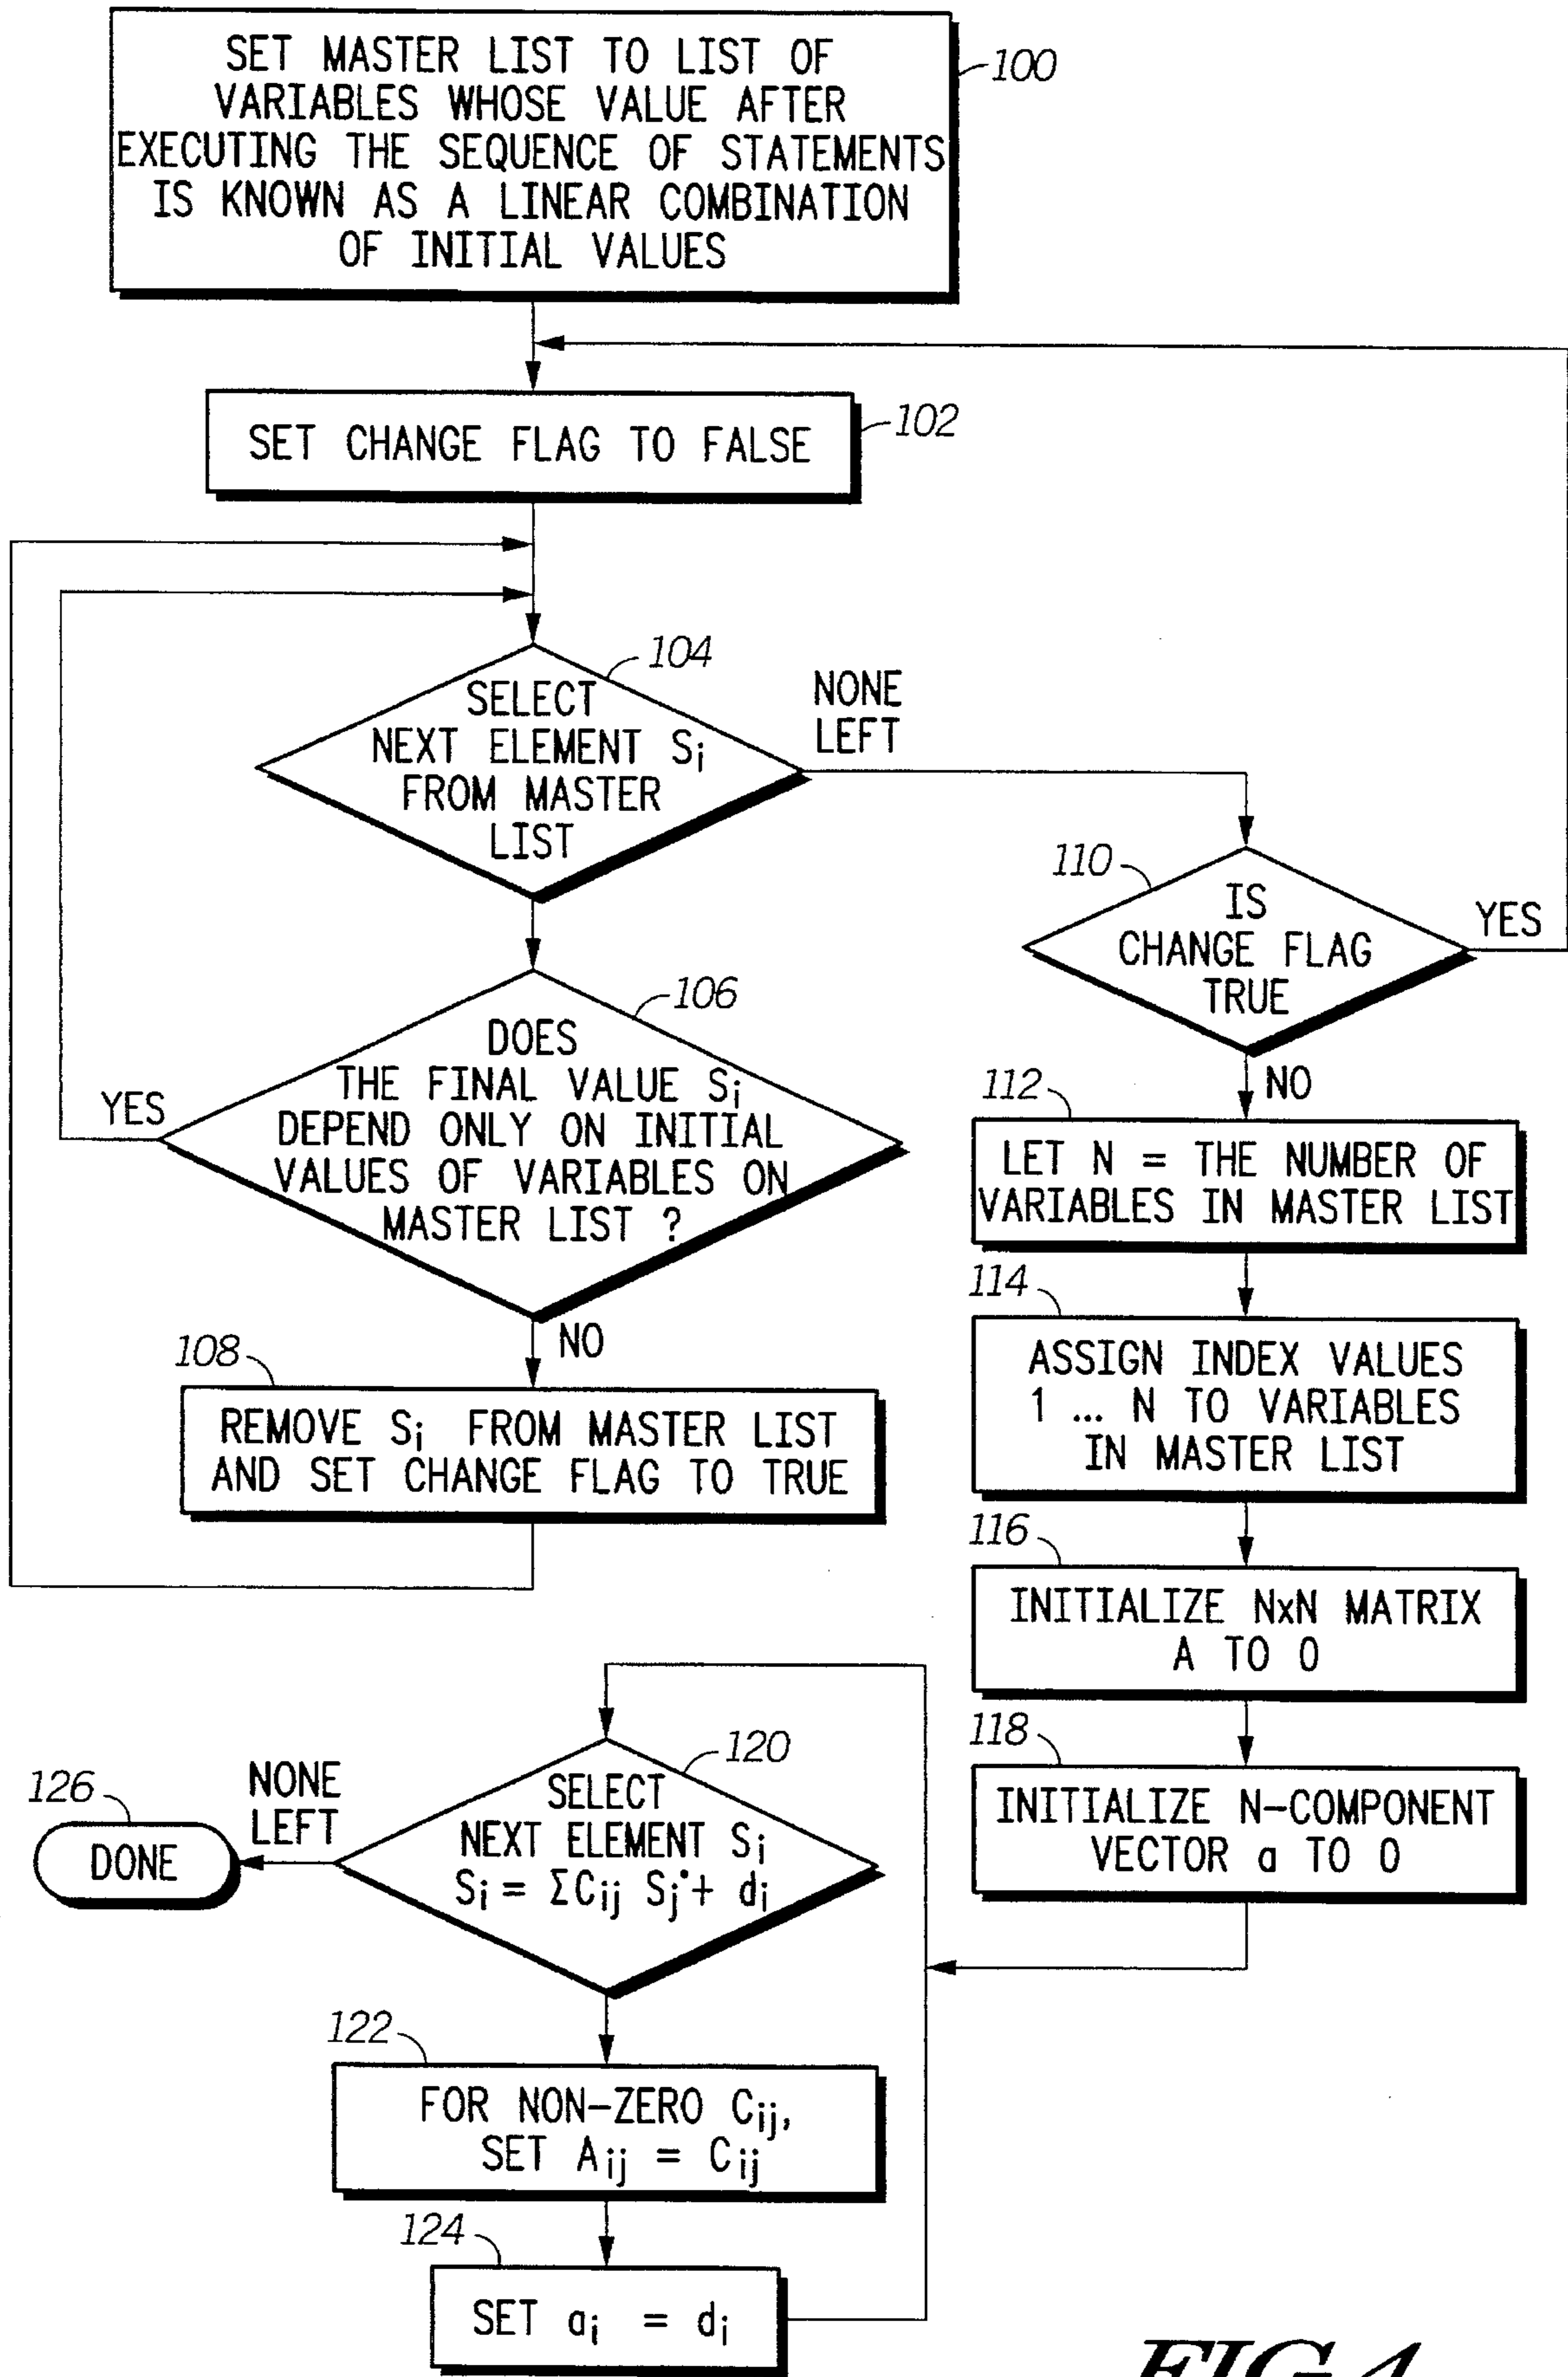 SET MASTER LIST TO LIST OF
VARIABLES WHOSE VALUE AFTER
EXECUTING THE SEQUENCE OF STATEMENTS
IS KNOWN AS A LINEAR COMBINATION
OF INITIAL VALUES
100
SET CHANGE FLAG TO FALSE
102
104
SELECT
NEXT ELEMENT Si
FROM MASTER
LIST
NONE
LEFT
110
IS
CHANGE FLAG
TRUE
YES
NO
106
DOES
THE FINAL VALUE Si
DEPEND ONLY ON INITIAL
VALUES OF VARIABLES ON
MASTER LIST ?
YES
NO
108
REMOVE Si FROM MASTER LIST
AND SET CHANGE FLAG TO TRUE
112
LET N = THE NUMBER OF
VARIABLES IN MASTER LIST
114
ASSIGN INDEX VALUES
1 ... N TO VARIABLES
IN MASTER LIST
116
INITIALIZE NxN MATRIX
A TO 0
118
INITIALIZE N-COMPONENT
VECTOR a TO 0
120
SELECT
NEXT ELEMENT Si
Si = ΣCij Sj• + di
NONE
LEFT
126
DONE
122
FOR NON-ZERO Cij,
SET Aij = Cij
124
SET ai = di
FIG.4